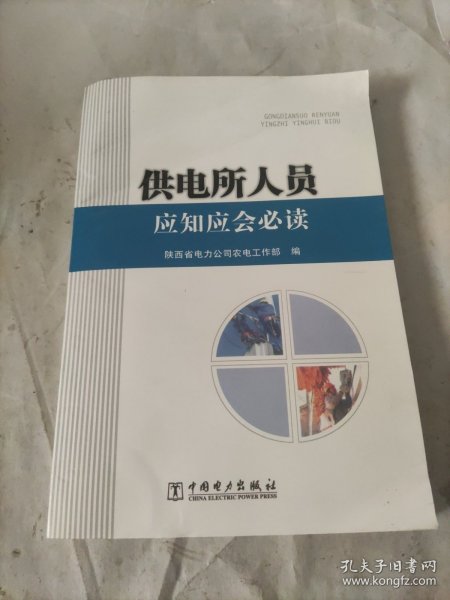 GONGDIANSUO RENYUAN
YINGZHI YINGHUI BIDU
供电所人员
应知应会必读
陕西省电力公司农电工作部 编
中国电力出版社
CHINA ELECTRIC POWER PRESS
孔夫子旧书网
www.kongfz.com